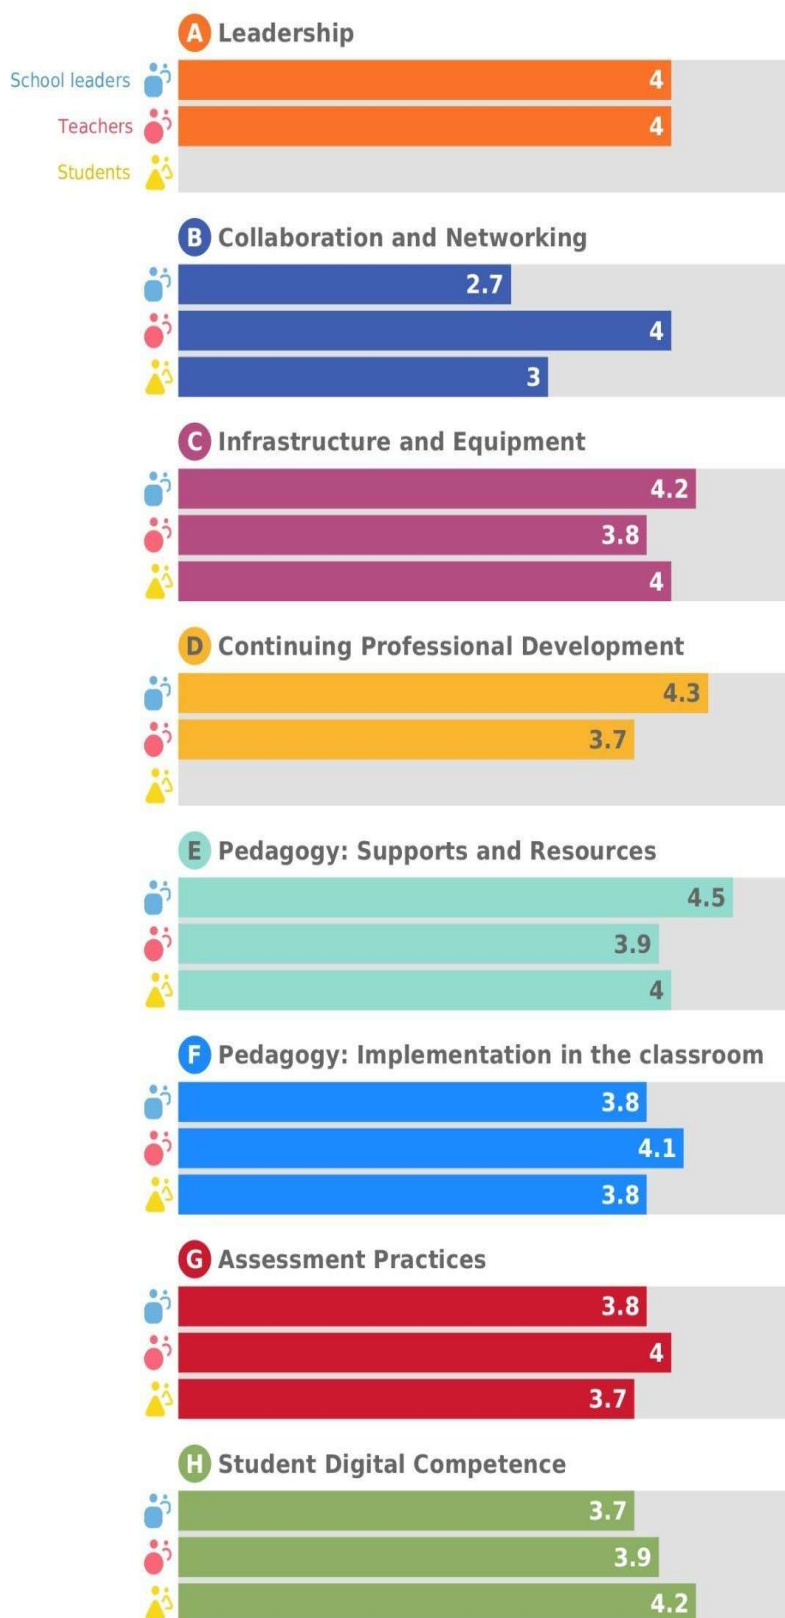 A Leadership
School leaders 4
Teachers 4
Students
B Collaboration and Networking
2.7
4
3
C Infrastructure and Equipment
4.2
3.8
4
D Continuing Professional Development
4.3
3.7
E Pedagogy: Supports and Resources
4.5
3.9
4
F Pedagogy: Implementation in the classroom
3.8
4.1
3.8
G Assessment Practices
3.8
4
3.7
H Student Digital Competence
3.7
3.9
4.2